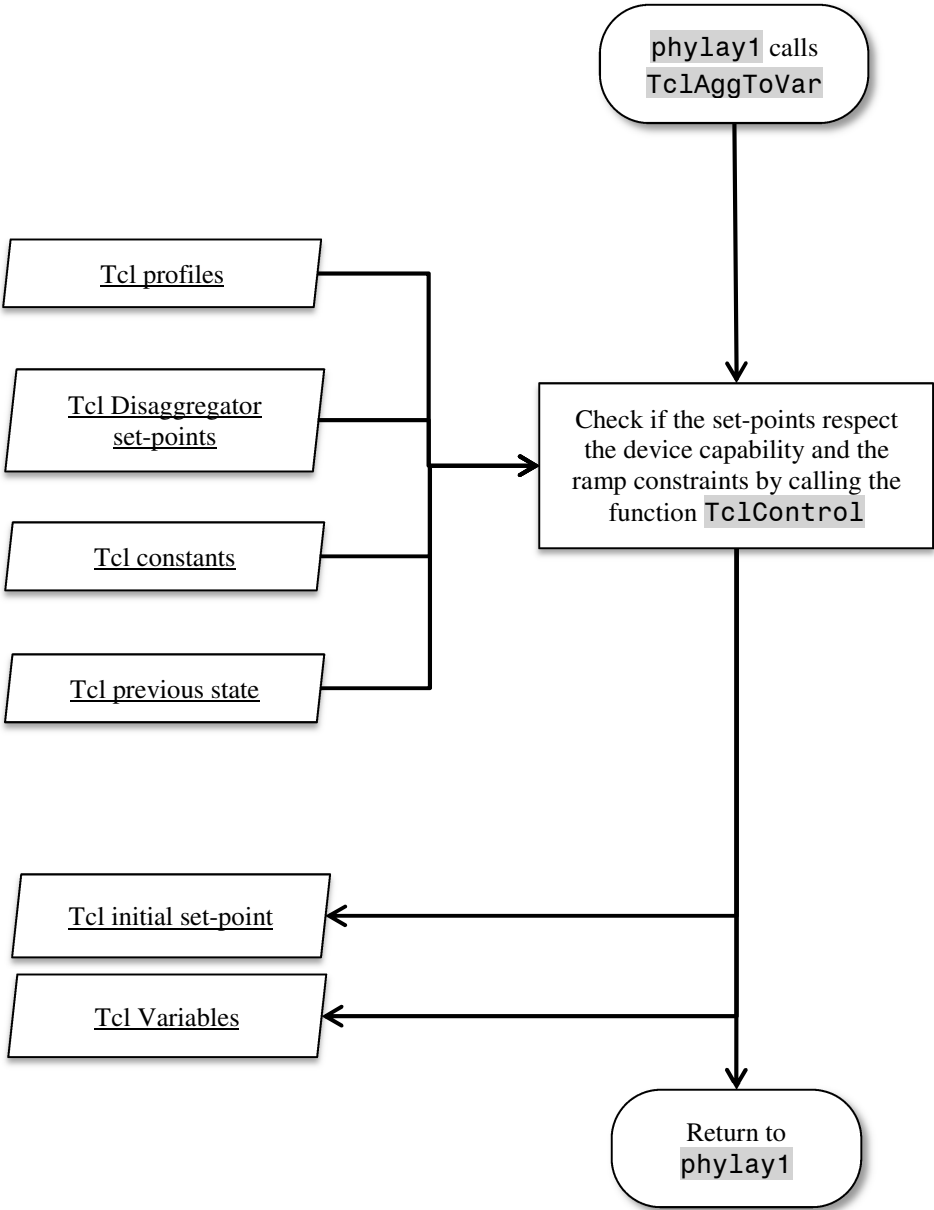 phylay1 calls
TclAggToVar
Tcl profiles
Tcl Disaggregator
set-points
Tcl constants
Tcl previous state
Check if the set-points respect
the device capability and the
ramp constraints by calling the
function TclControl
Tcl initial set-point
Tcl Variables
Return to
phylay1